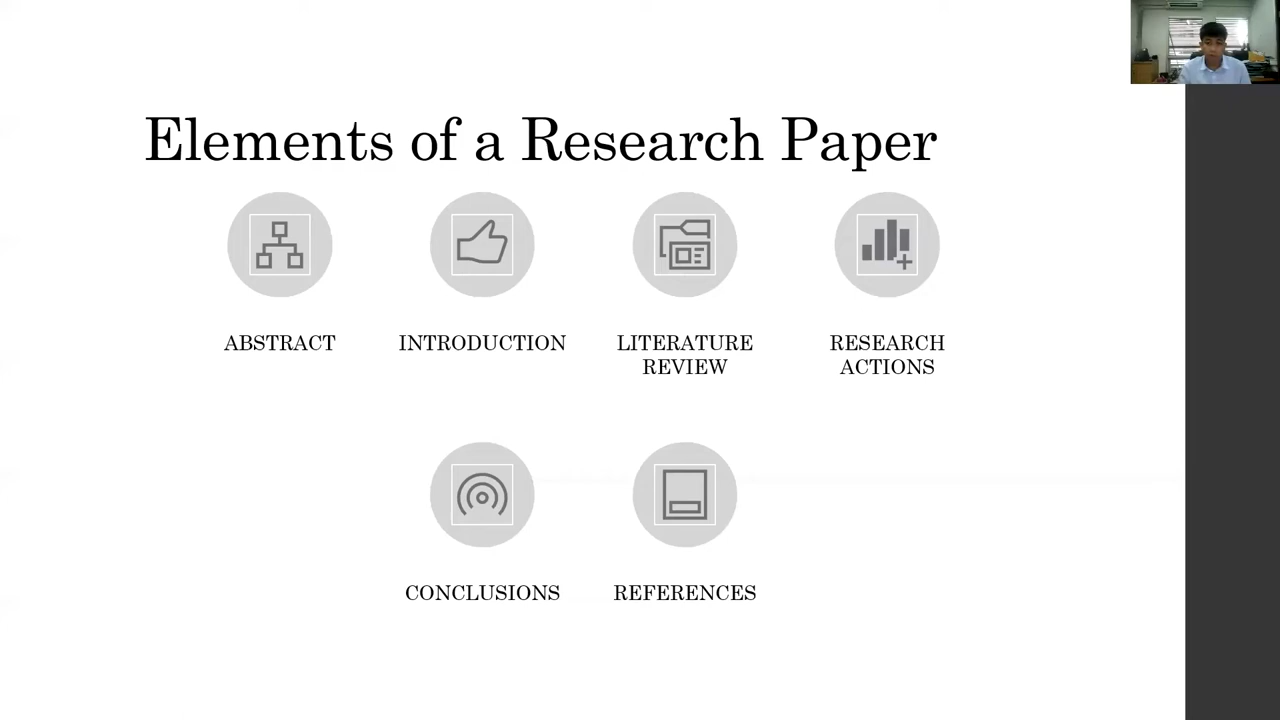 Elements of a Research Paper
ABSTRACT
INTRODUCTION
LITERATURE
REVIEW
RESEARCH
ACTIONS
CONCLUSIONS
REFERENCES